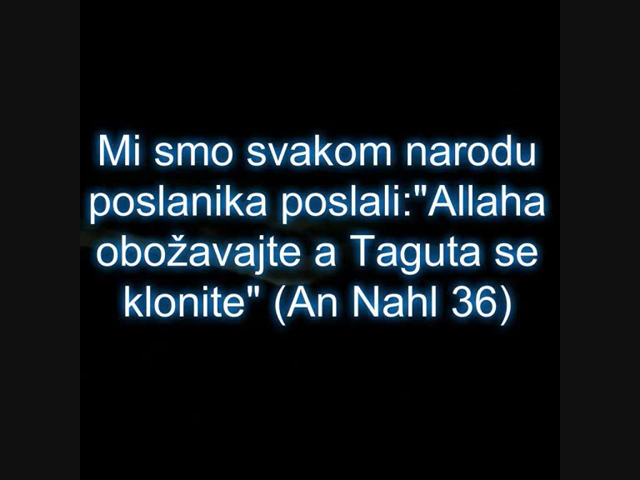 Mi smo svakom narodu
poslanika poslali:"Allaha
obožavajte a Taguta se
klonite" (An Nahl 36)